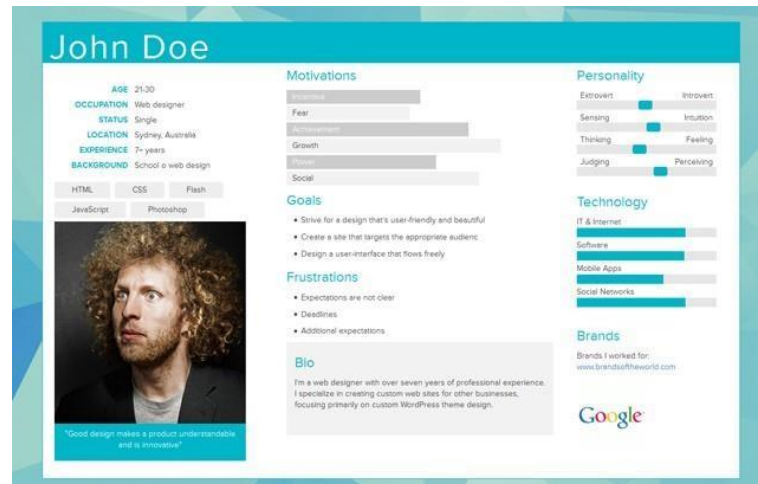 John Doe
AGE 21-30
OCCUPATION Web designer
STATUS Single
LOCATION Sydney, Australia
EXPERIENCE 7+ years
BACKGROUND School o web design
HTML CSS Flash
JavaScript Photoshop
"Good design makes a product understandable
and is innovative"
Motivations
Incentive
Fear
Achievement
Growth
Power
Social
Goals
• Strive for a design that's user-friendly and beautiful
• Create a site that targets the appropriate audienc
• Design a user-interface that flows freely
Frustrations
• Expectations are not clear
• Deadlines
• Additional expectations
Bio
I'm a web designer with over seven years of professional experience.
I specialize in creating custom web sites for other businesses,
focusing primarily on custom WordPress theme design.
Personality
Extrovert Introvert
Sensing Intuition
Thinking Feeling
Judging Perceiving
Technology
IT & Internet
Software
Mobile Apps
Social Networks
Brands
Brands I worked for:
www.brandsoftheworld.com
Google